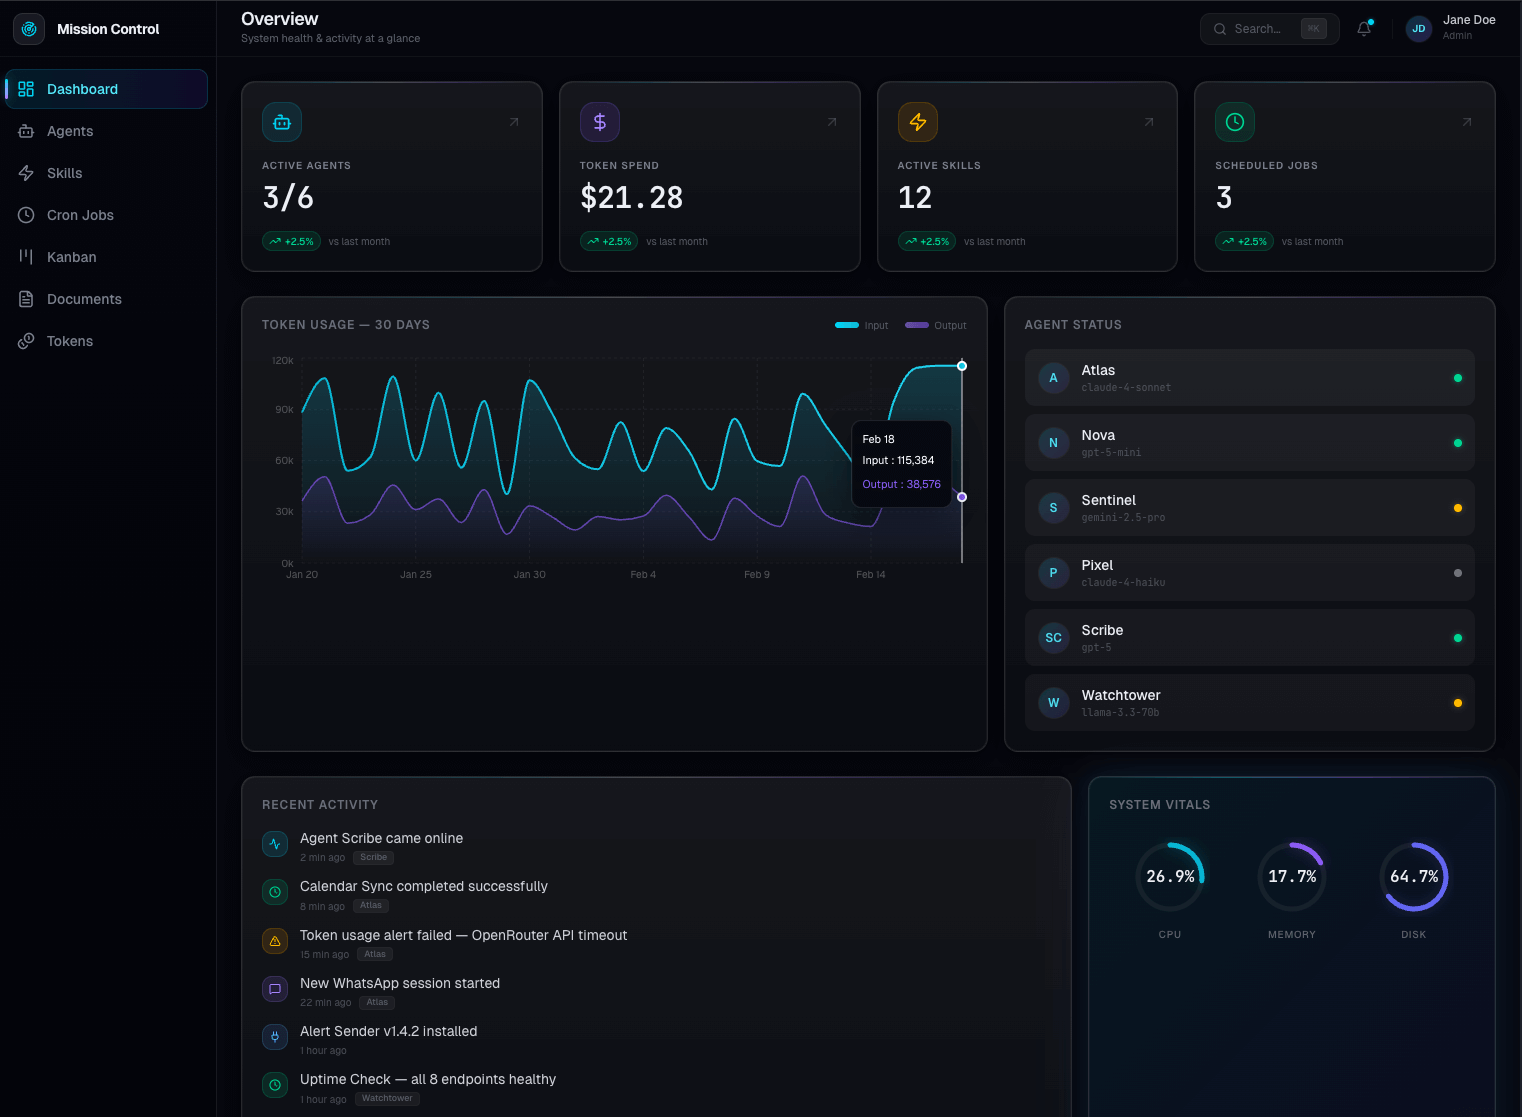 Mission Control
Overview
System health & activity at a glance
Search...
⌘K
JD
Jane Doe
Admin
Dashboard
Agents
Skills
Cron Jobs
Kanban
Documents
Tokens
ACTIVE AGENTS
3/6
+2.5% vs last month
TOKEN SPEND
$21.28
+2.5% vs last month
ACTIVE SKILLS
12
+2.5% vs last month
SCHEDULED JOBS
3
+2.5% vs last month
TOKEN USAGE — 30 DAYS
Input
Output
120k
90k
60k
30k
0k
Jan 20
Jan 25
Jan 30
Feb 4
Feb 9
Feb 14
Feb 18
Input : 115,384
Output : 38,576
AGENT STATUS
A
Atlas
claude-4-sonnet
N
Nova
gpt-5-mini
S
Sentinel
gemini-2.5-pro
P
Pixel
claude-4-haiku
SC
Scribe
gpt-5
W
Watchtower
llama-3.3-70b
RECENT ACTIVITY
Agent Scribe came online
2 min ago Scribe
Calendar Sync completed successfully
8 min ago Atlas
Token usage alert failed — OpenRouter API timeout
15 min ago Atlas
New WhatsApp session started
22 min ago Atlas
Alert Sender v1.4.2 installed
1 hour ago
Uptime Check — all 8 endpoints healthy
1 hour ago Watchtower
SYSTEM VITALS
26.9%
CPU
17.7%
MEMORY
64.7%
DISK